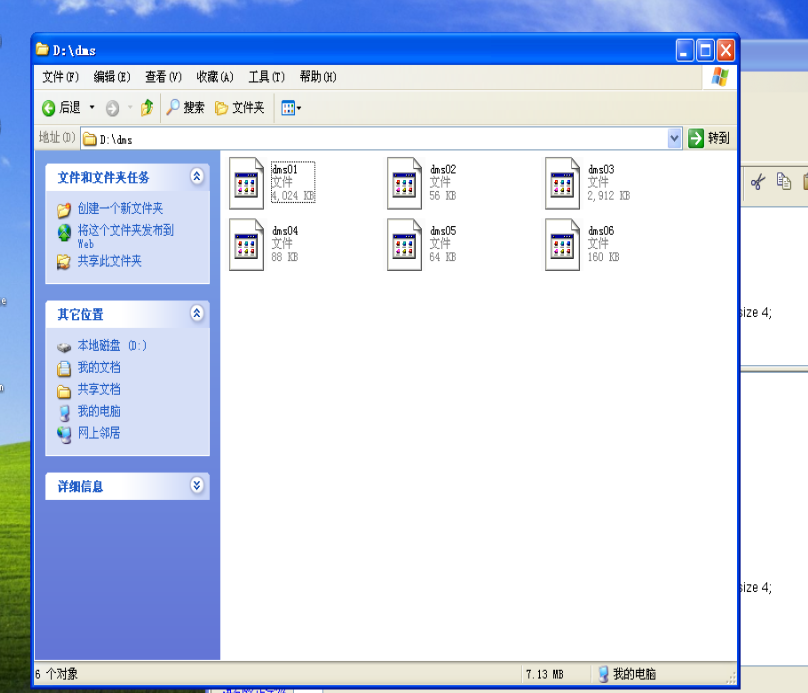 D:\dms
文件(F) 编辑(E) 查看(V) 收藏(A) 工具(T) 帮助(H)
后退 搜索 文件夹
地址(D) D:\dms 转到
文件和文件夹任务
创建一个新文件夹
将这个文件夹发布到
Web
共享此文件夹
其它位置
本地磁盘 (D:)
我的文档
共享文档
我的电脑
网上邻居
详细信息
dms01
文件
4,024 KB
dms02
文件
56 KB
dms03
文件
2,912 KB
dms04
文件
88 KB
dms05
文件
64 KB
dms06
文件
160 KB
size 4;
size 4;
6 个对象 7.13 MB 我的电脑